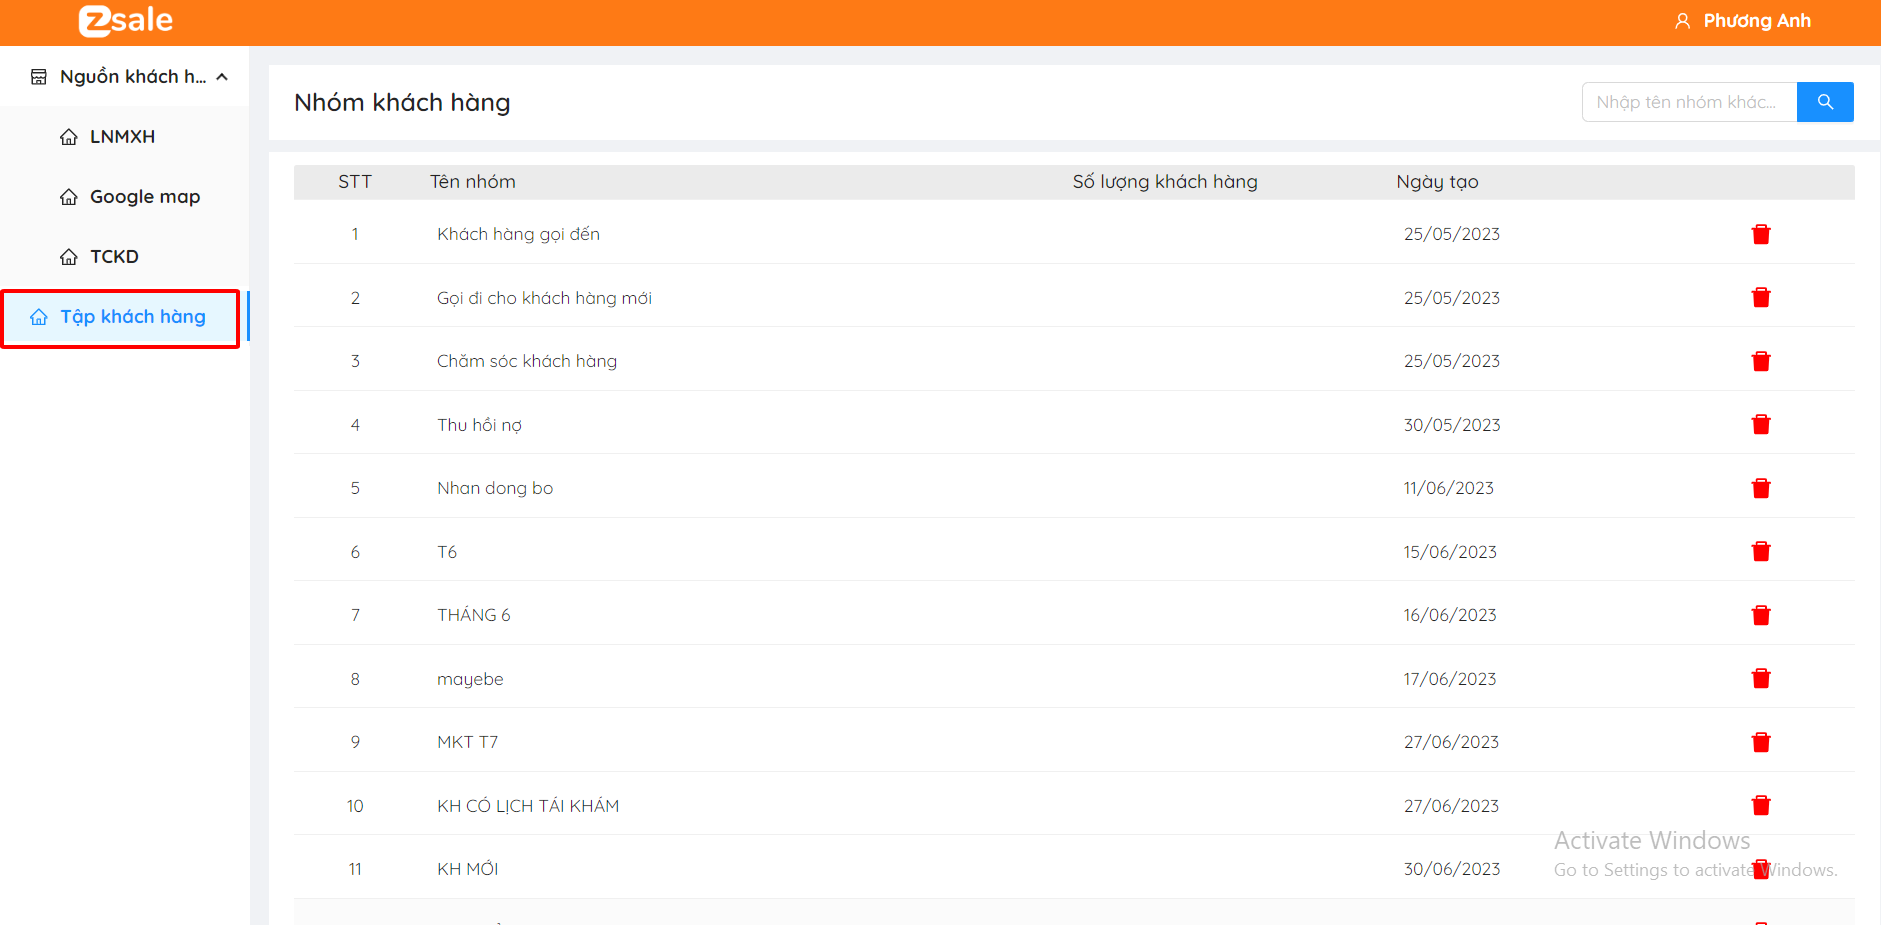 zsale
Phương Anh
Nguồn khách h...
LNMXH
Google map
TCKD
Tập khách hàng
Nhóm khách hàng
Nhập tên nhóm khác...
STT Tên nhóm Số lượng khách hàng Ngày tạo
1 Khách hàng gọi đến 25/05/2023
2 Gọi đi cho khách hàng mới 25/05/2023
3 Chăm sóc khách hàng 25/05/2023
4 Thu hồi nợ 30/05/2023
5 Nhan dong bo 11/06/2023
6 T6 15/06/2023
7 THÁNG 6 16/06/2023
8 mayebe 17/06/2023
9 MKT T7 27/06/2023
10 KH CÓ LỊCH TÁI KHÁM 27/06/2023
11 KH MỚI 30/06/2023
Activate Windows
Go to Settings to activate Windows.